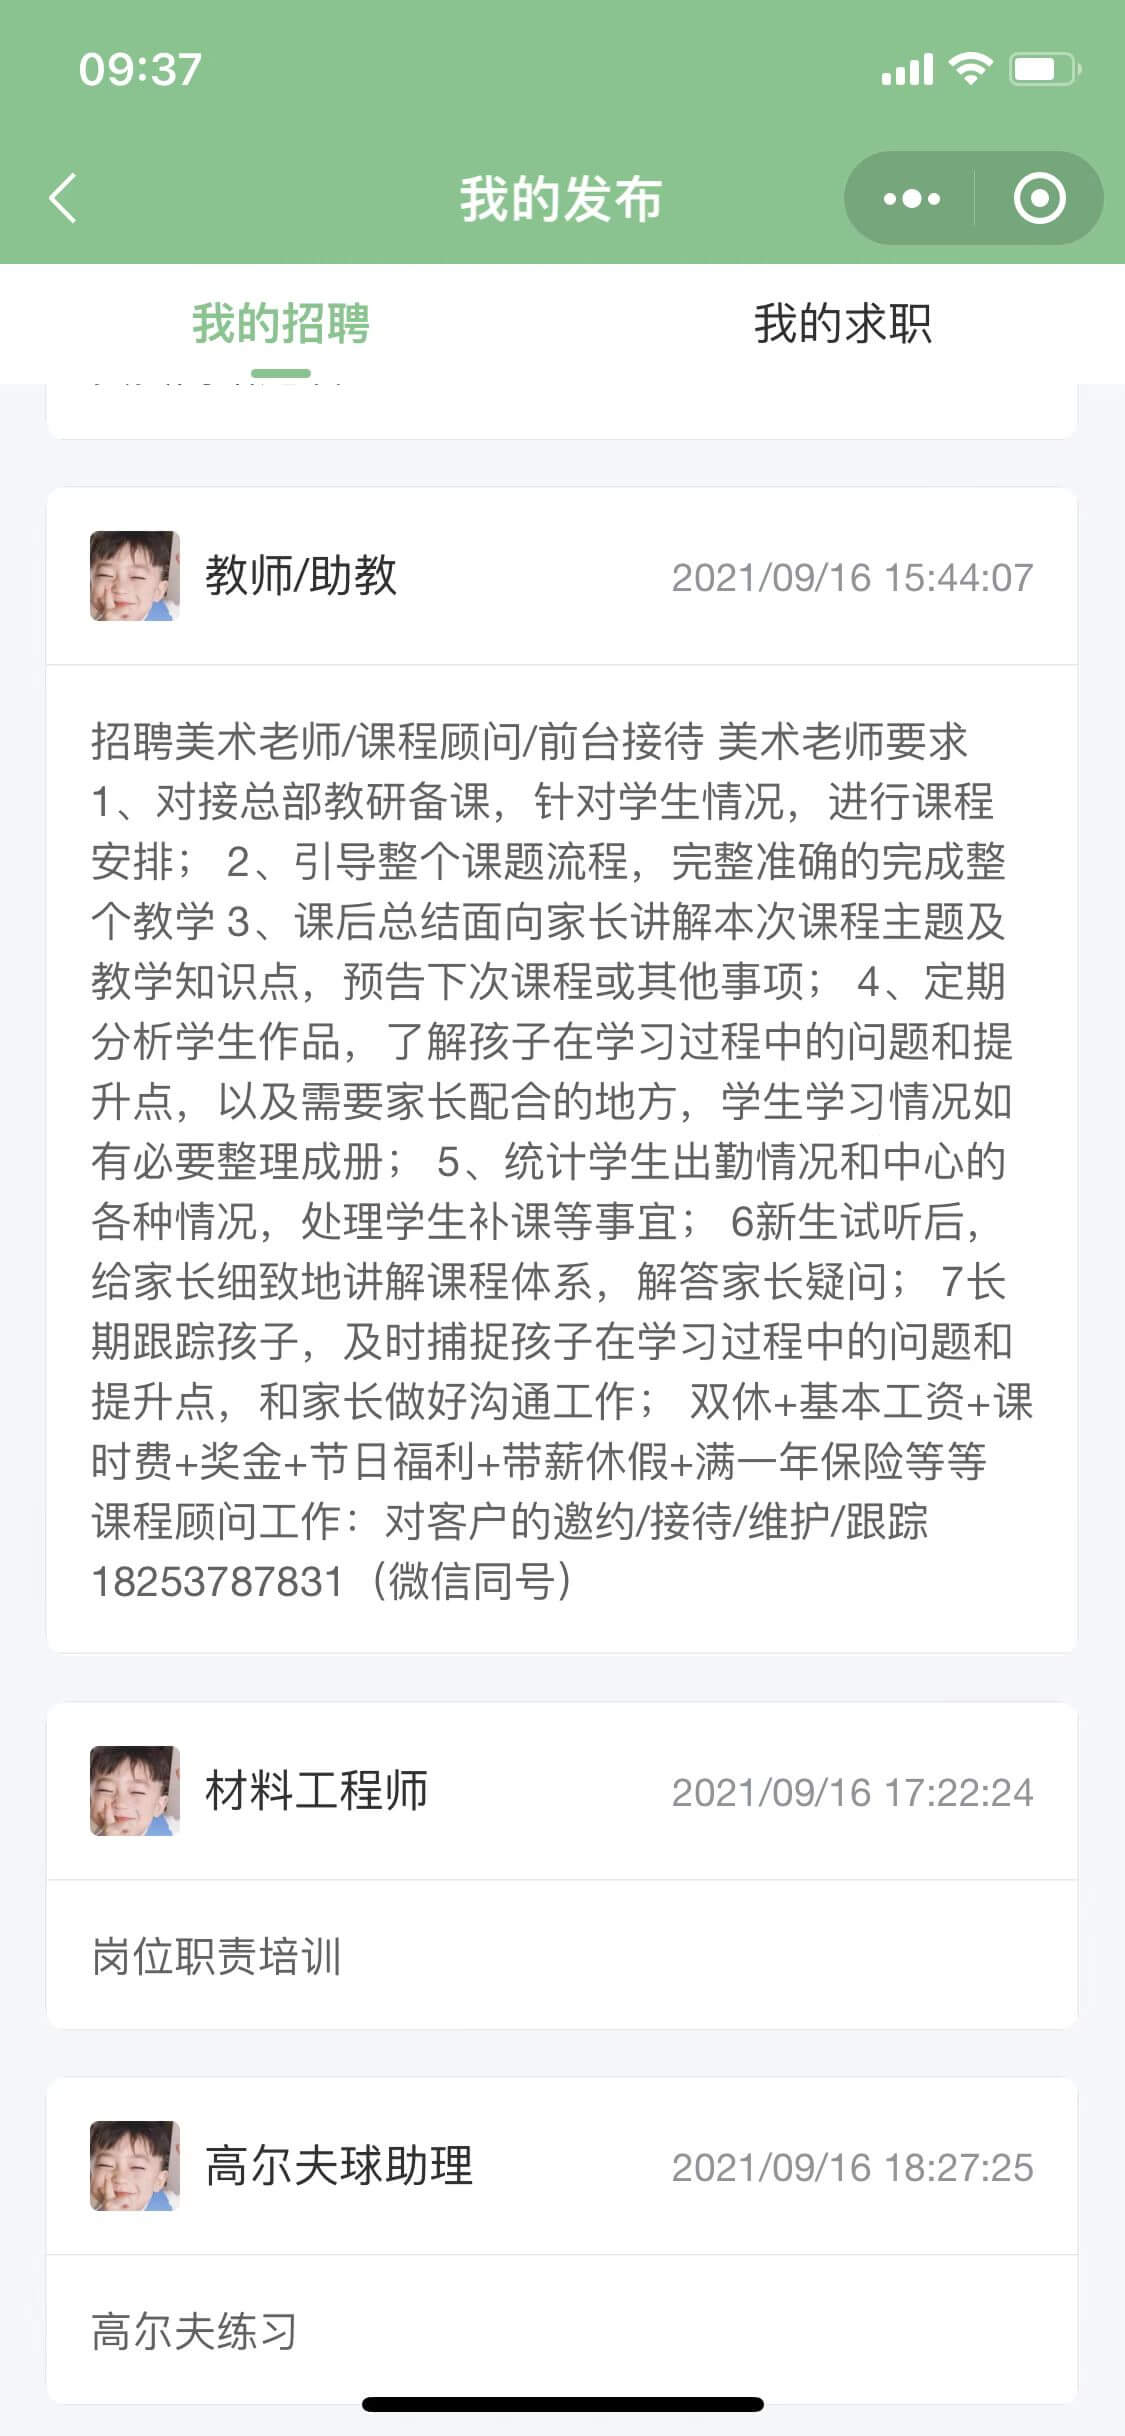 09:37
我的发布
我的招聘
我的求职
教师/助教
2021/09/16 15:44:07
招聘美术老师/课程顾问/前台接待 美术老师要求
1、对接总部教研备课，针对学生情况，进行课程
安排； 2、引导整个课题流程，完整准确的完成整
个教学 3、课后总结面向家长讲解本次课程主题及
教学知识点，预告下次课程或其他事项； 4、定期
分析学生作品，了解孩子在学习过程中的问题和提
升点，以及需要家长配合的地方，学生学习情况如
有必要整理成册； 5、统计学生出勤情况和中心的
各种情况，处理学生补课等事宜； 6新生试听后，
给家长细致地讲解课程体系，解答家长疑问； 7长
期跟踪孩子，及时捕捉孩子在学习过程中的问题和
提升点，和家长做好沟通工作； 双休+基本工资+课
时费+奖金+节日福利+带薪休假+满一年保险等等
课程顾问工作：对客户的邀约/接待/维护/跟踪
18253787831（微信同号）
材料工程师
2021/09/16 17:22:24
岗位职责培训
高尔夫球助理
2021/09/16 18:27:25
高尔夫练习